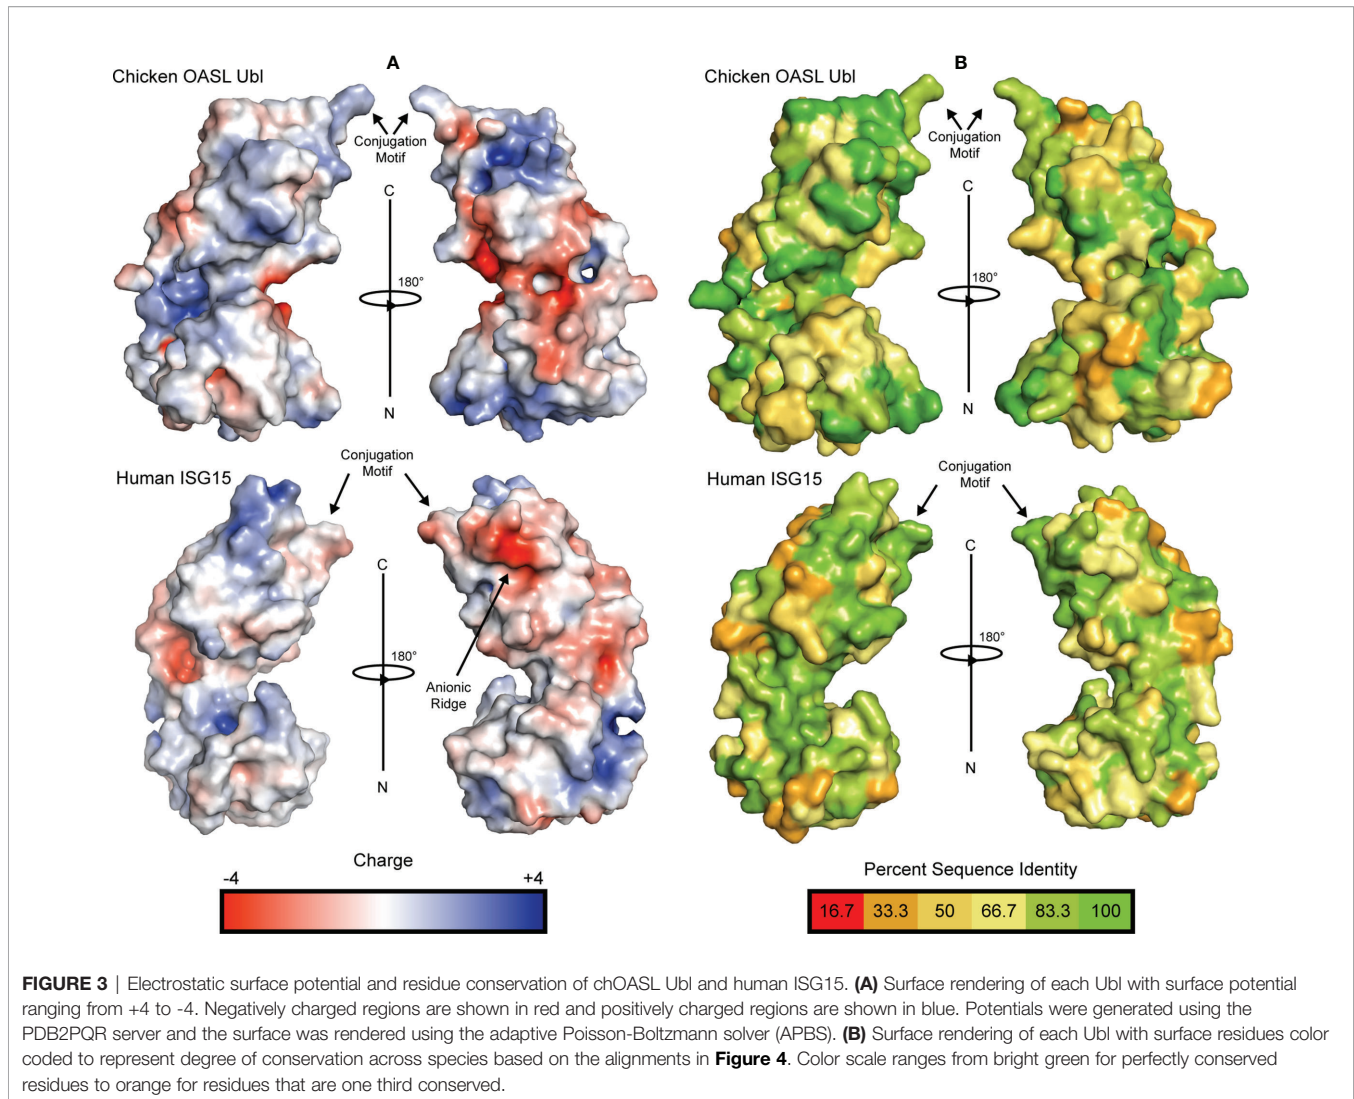 A
B
Chicken OASL Ubl
Chicken OASL Ubl
Conjugation
Motif
Conjugation
Motif
C
C
180°
180°
N
N
Conjugation
Motif
Conjugation
Motif
Human ISG15
Human ISG15
C
C
180°
180°
Anionic
Ridge
N
N
Charge
-4
+4
Percent Sequence Identity
16.7 33.3 50 66.7 83.3 100
FIGURE 3 | Electrostatic surface potential and residue conservation of chOASL Ubl and human ISG15. (A) Surface rendering of each Ubl with surface potential
ranging from +4 to -4. Negatively charged regions are shown in red and positively charged regions are shown in blue. Potentials were generated using the
PDB2PQR server and the surface was rendered using the adaptive Poisson-Boltzmann solver (APBS). (B) Surface rendering of each Ubl with surface residues color
coded to represent degree of conservation across species based on the alignments in Figure 4. Color scale ranges from bright green for perfectly conserved
residues to orange for residues that are one third conserved.